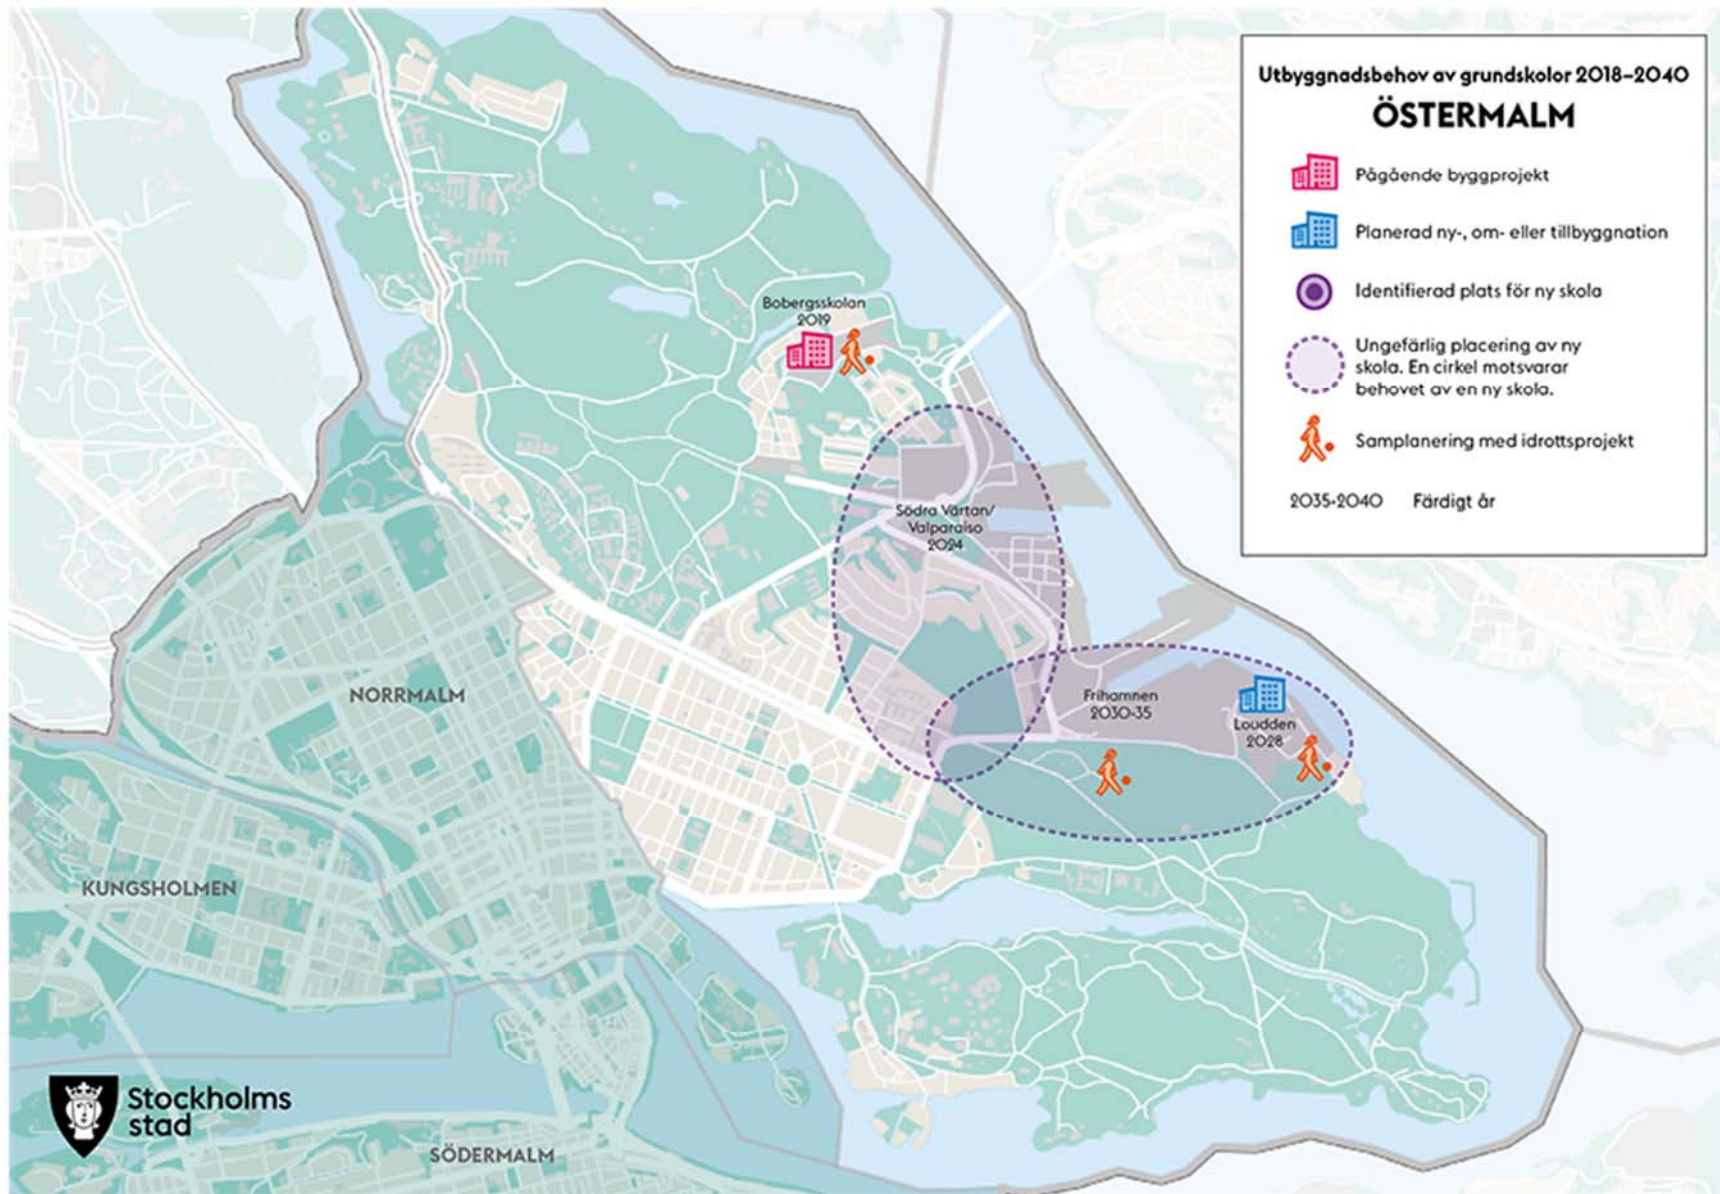 Utbyggnadsbehov av grundskolor 2018–2040
ÖSTERMALM
Pågående byggprojekt
Planerad ny-, om- eller tillbyggnation
Identifierad plats för ny skola
Ungefärlig placering av ny
skola. En cirkel motsvarar
behovet av en ny skola.
Samplanering med idrottsprojekt
2035-2040 Färdigt år
Bobergsskolan
2019
Södra Värtan/
Valparaiso
2024
Frihamnen
2030-35
Loudden
2028
NORRMALM
KUNGSHOLMEN
Stockholms
stad
SÖDERMALM